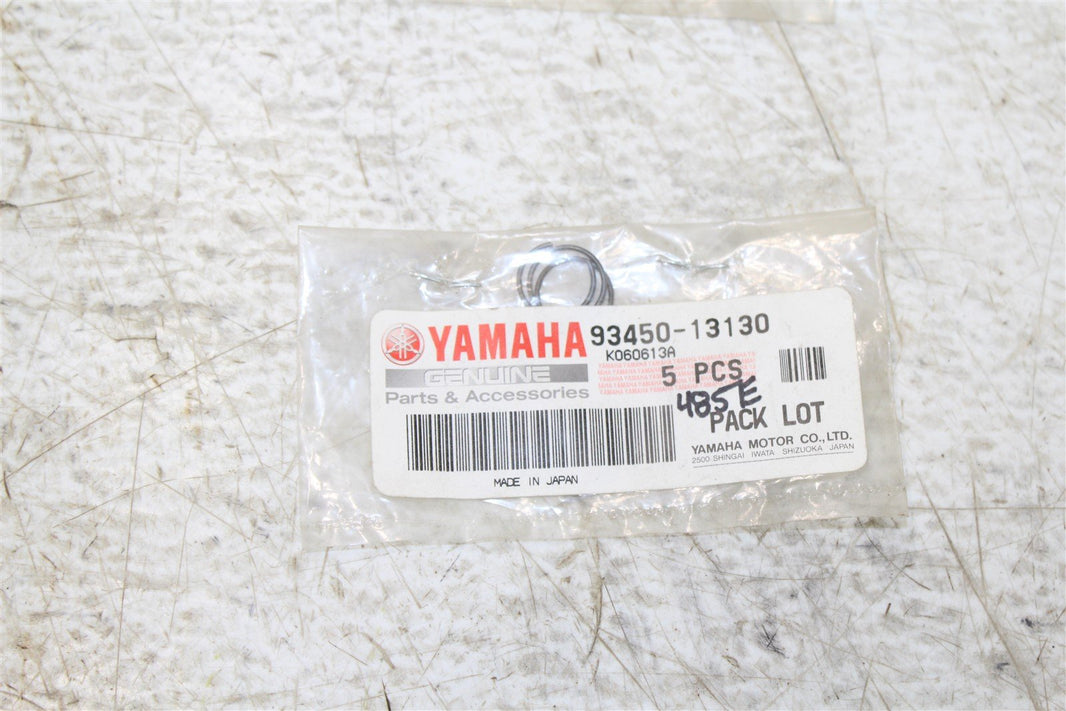 YAMAHA 93450-13130
K060613A
GENUINE
Parts & Accessories
5 PCS
485E
PACK LOT
YAMAHA MOTOR CO.,LTD.
2500 SHINGAI IWATA SHIZUOKA JAPAN
MADE IN JAPAN